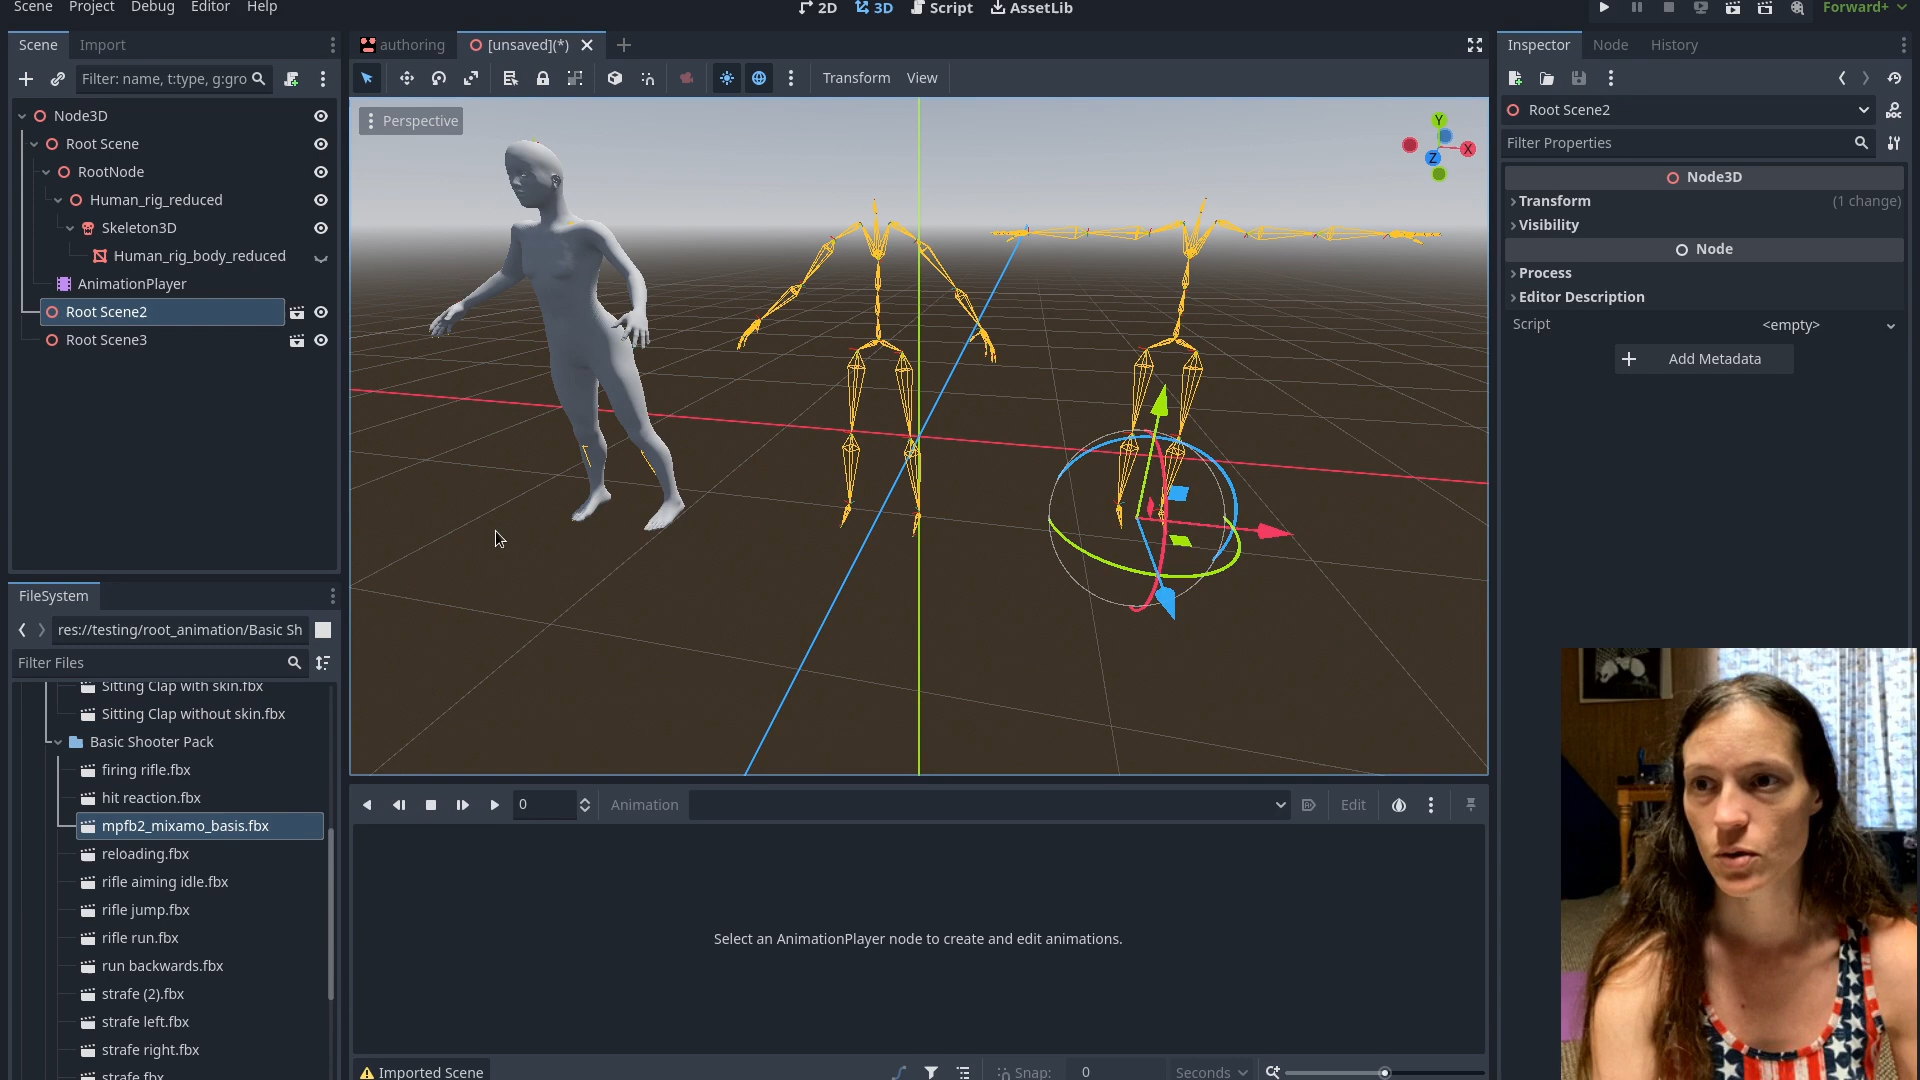 Scene Project Debug Editor Help
2D 3D Script AssetLib
Forward+
Scene Import
Filter: name, t:type, g:gro
Node3D
Root Scene
RootNode
Human_rig_reduced
Skeleton3D
Human_rig_body_reduced
AnimationPlayer
Root Scene2
Root Scene3
FileSystem
res://testing/root_animation/Basic Sh
Filter Files
Sitting Clap with skin.fbx
Sitting Clap without skin.fbx
Basic Shooter Pack
firing rifle.fbx
hit reaction.fbx
mpfb2_mixamo_basis.fbx
reloading.fbx
rifle aiming idle.fbx
rifle jump.fbx
rifle run.fbx
run backwards.fbx
strafe (2).fbx
strafe left.fbx
strafe right.fbx
strafe.fbx
authoring [unsaved](*)
Transform View
Perspective
Y
X
Z
0 Animation Edit
Select an AnimationPlayer node to create and edit animations.
Imported Scene Snap: 0 Seconds
Inspector Node History
Root Scene2
DOC
Filter Properties
Node3D
Transform (1 change)
Visibility
Node
Process
Editor Description
Script <empty>
Add Metadata